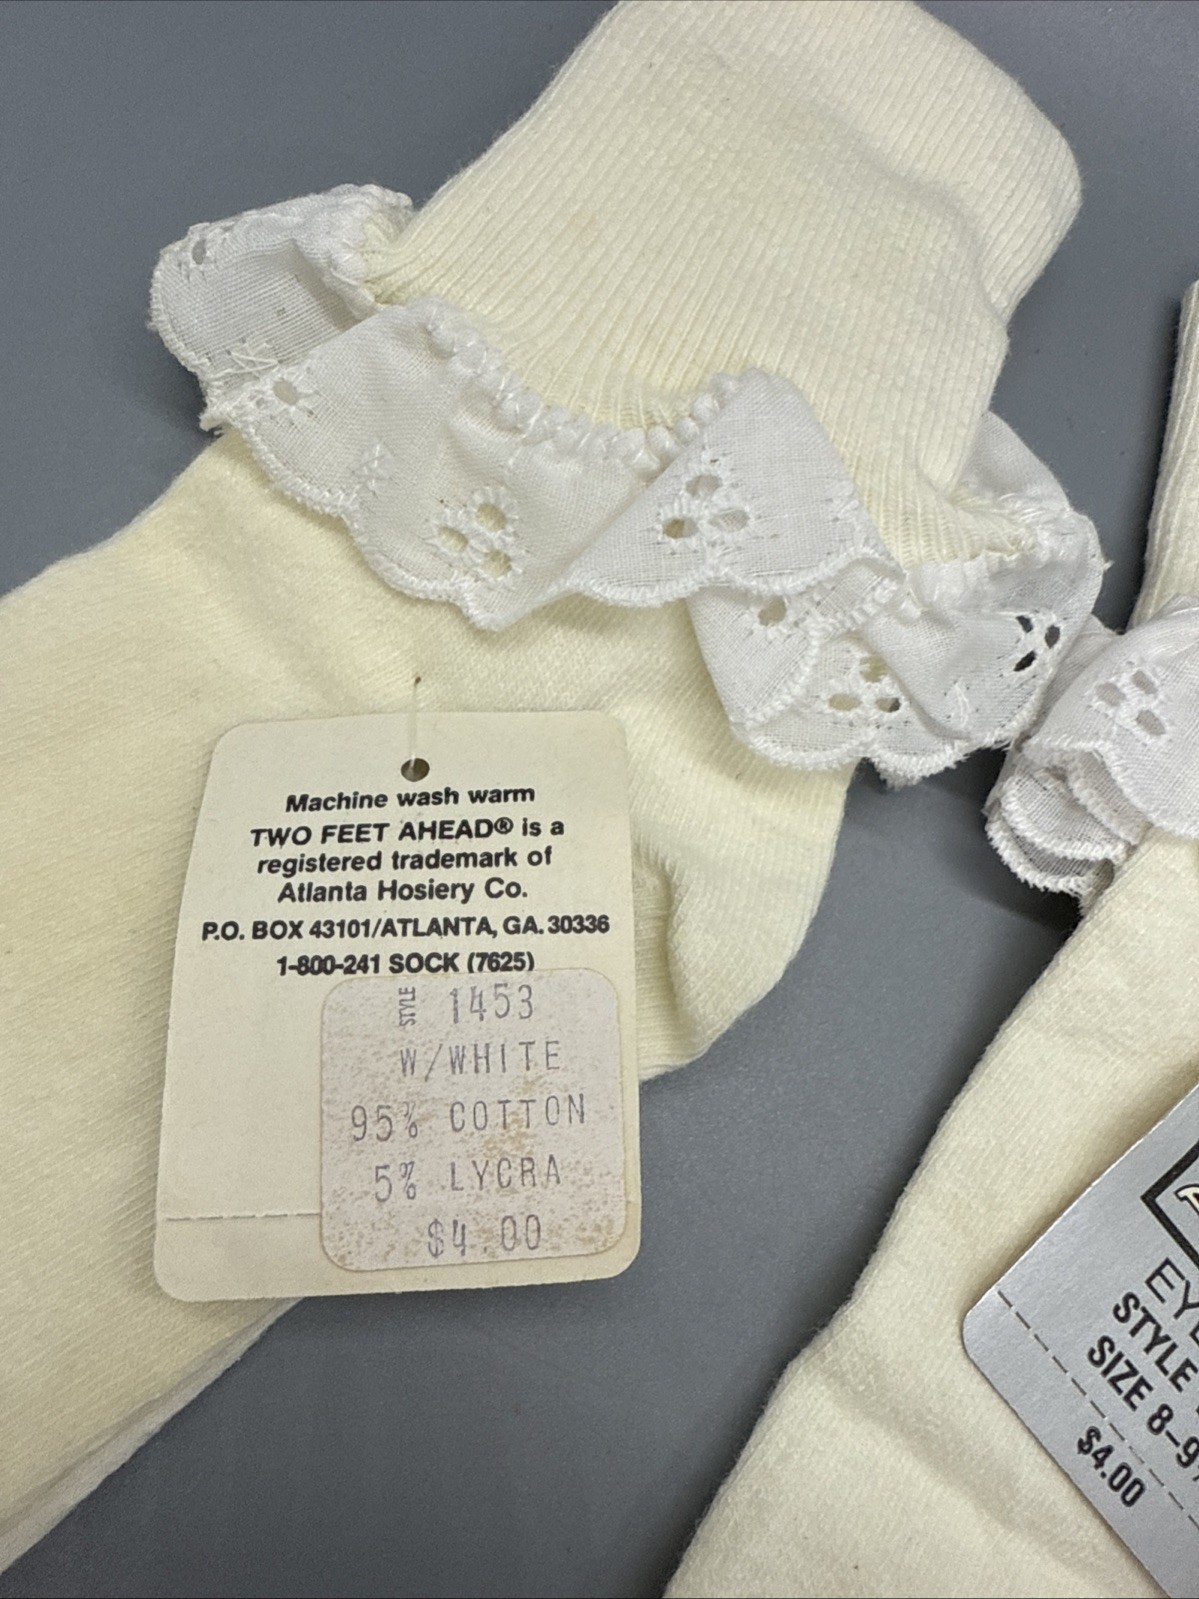 Machine wash warm
TWO FEET AHEAD® is a
registered trademark of
Atlanta Hosiery Co.
P.O. BOX 43101/ATLANTA, GA. 30336
1-800-241 SOCK (7625)
STYLE 1453
W/WHITE
95% COTTON
5% LYCRA
$4.00
STYLE
SIZE 8-9
$4.00